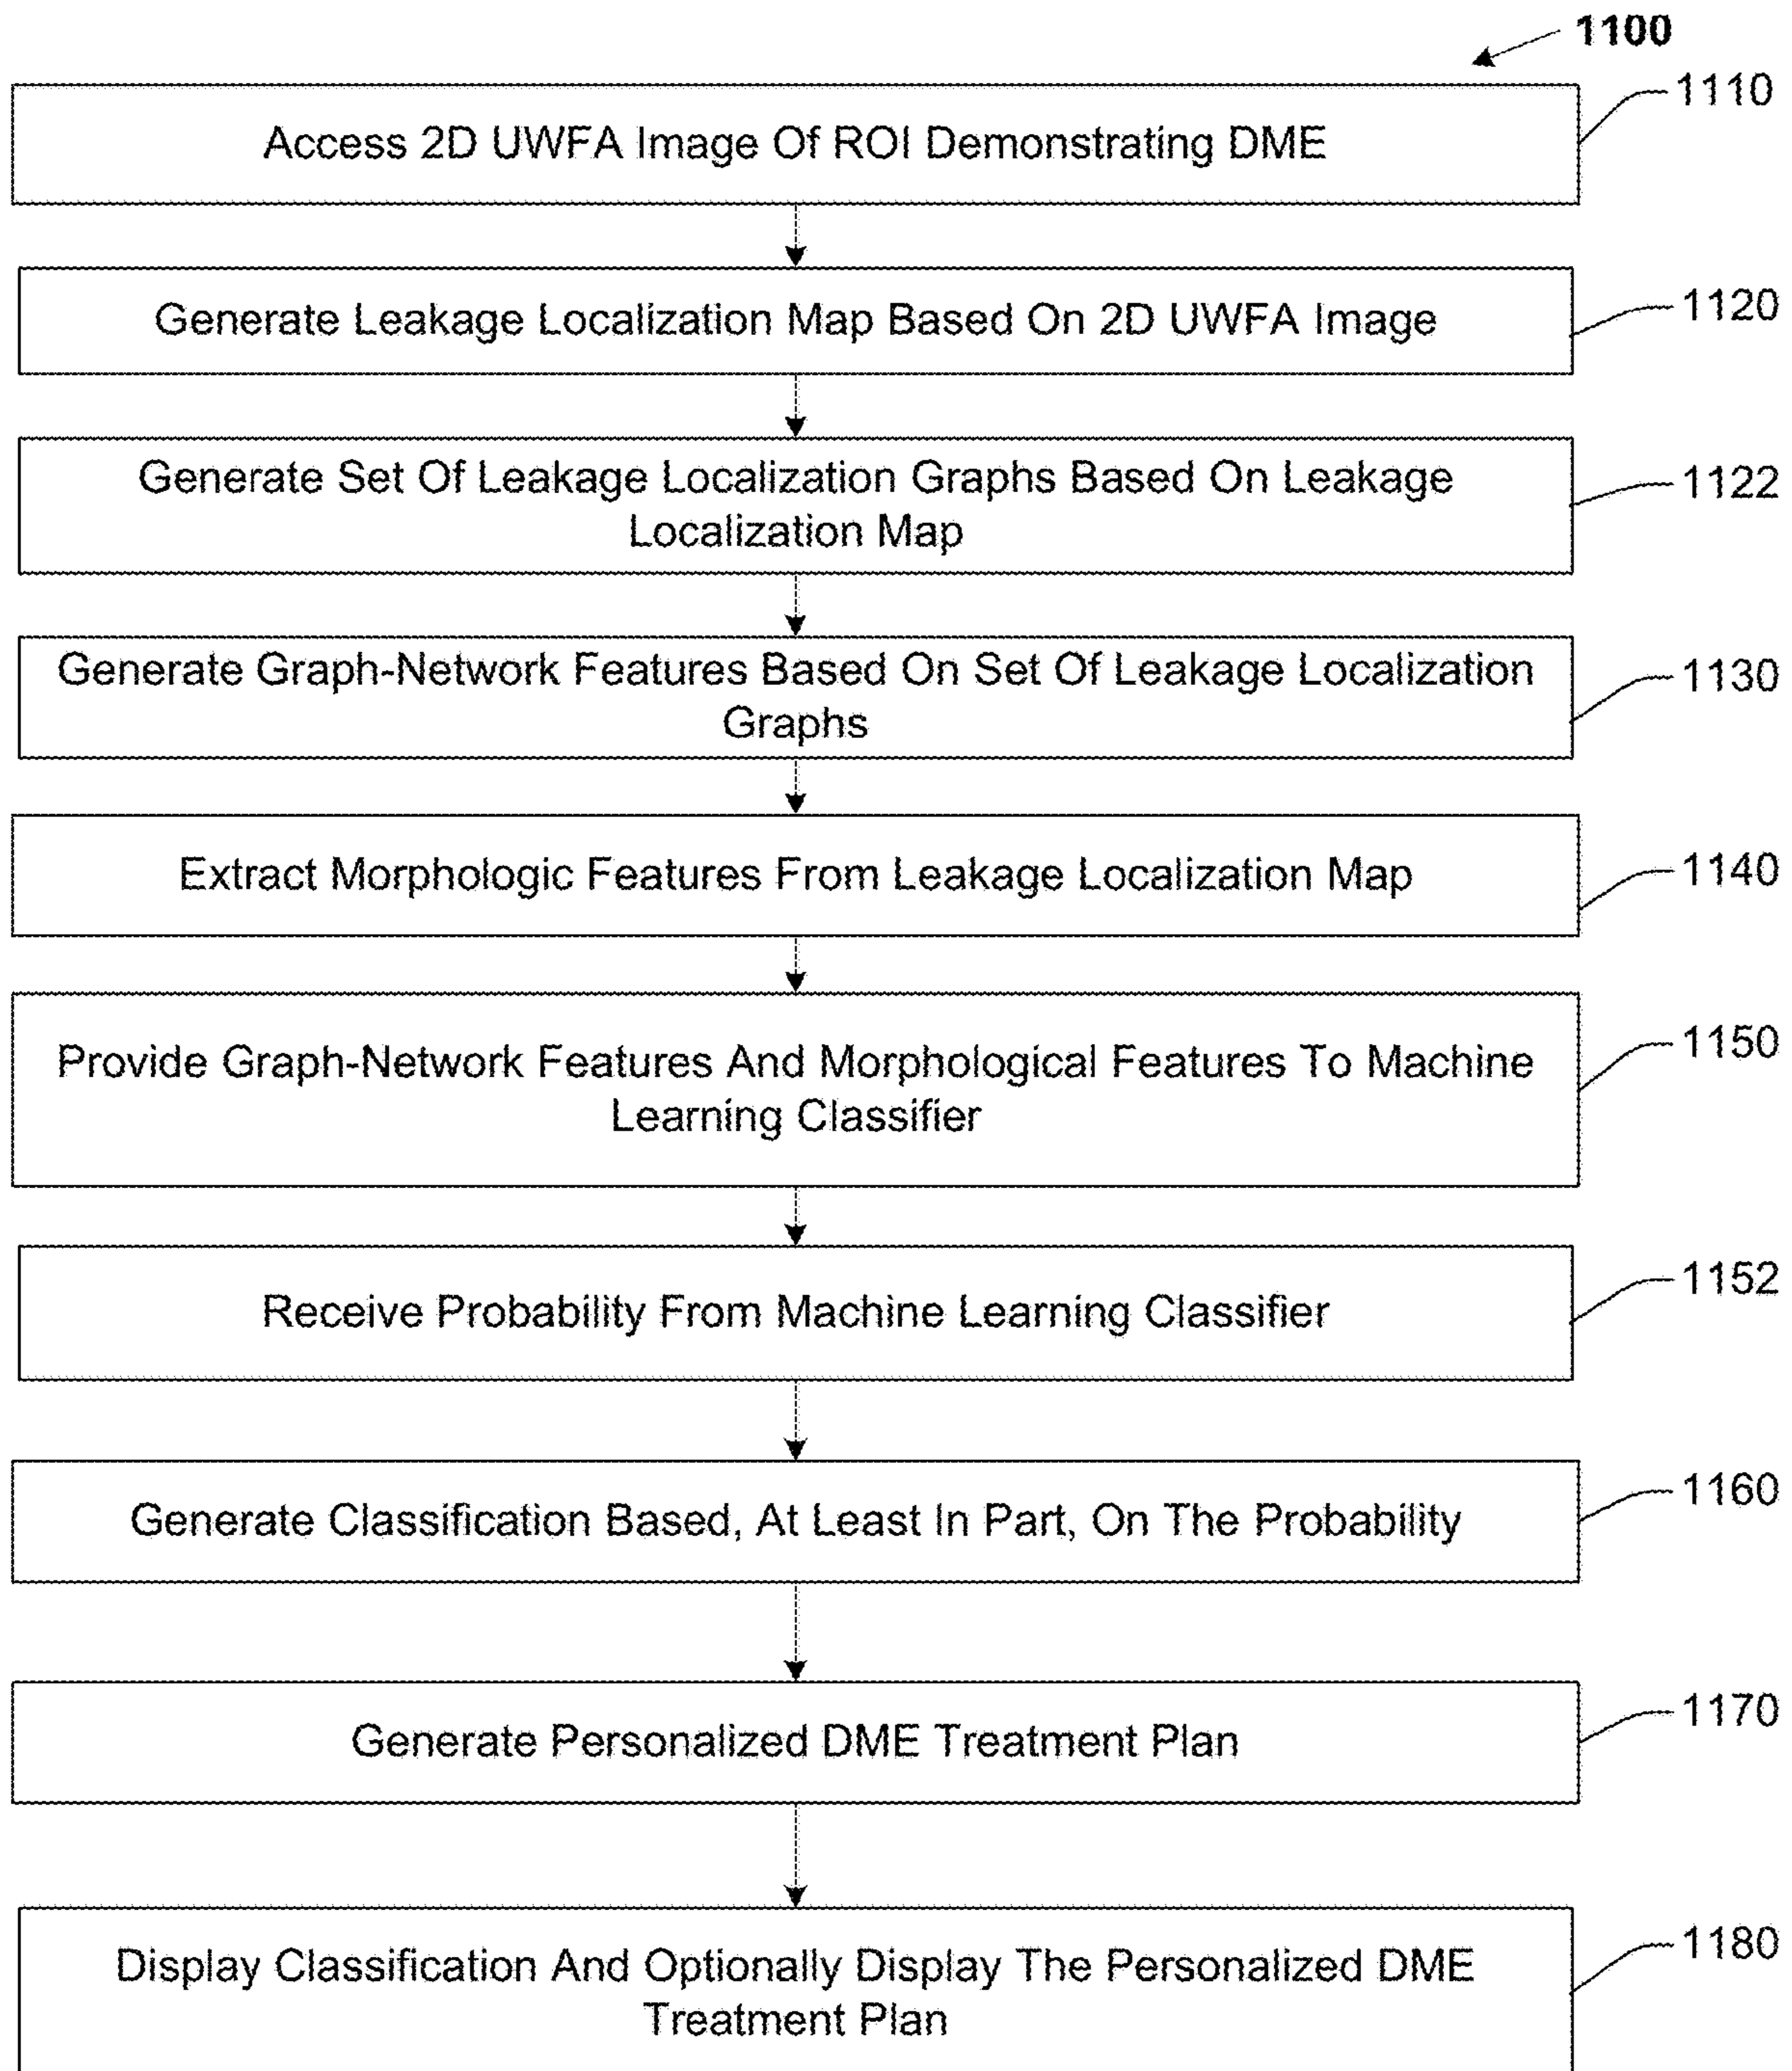 1100
1110
Access 2D UWFA Image Of ROI Demonstrating DME
1120
Generate Leakage Localization Map Based On 2D UWFA Image
Generate Set Of Leakage Localization Graphs Based On Leakage
1122
Localization Map
Generate Graph-Network Features Based On Set Of Leakage Localization
1130
Graphs
1140
Extract Morphologic Features From Leakage Localization Map
1150
Provide Graph-Network Features And Morphological Features To Machine
Learning Classifier
1152
Receive Probability From Machine Learning Classifier
1160
Generate Classification Based, At Least In Part, On The Probability
1170
Generate Personalized DME Treatment Plan
1180
Display Classification And Optionally Display The Personalized DME
Treatment Plan